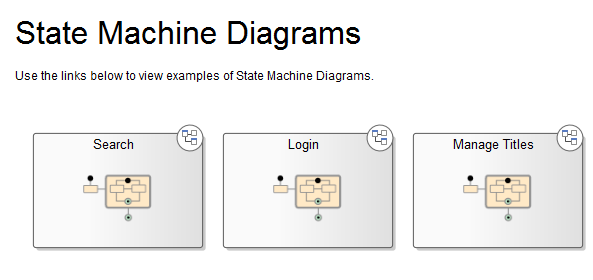 State Machine Diagrams
Use the links below to view examples of State Machine Diagrams.
Search
Login
Manage Titles